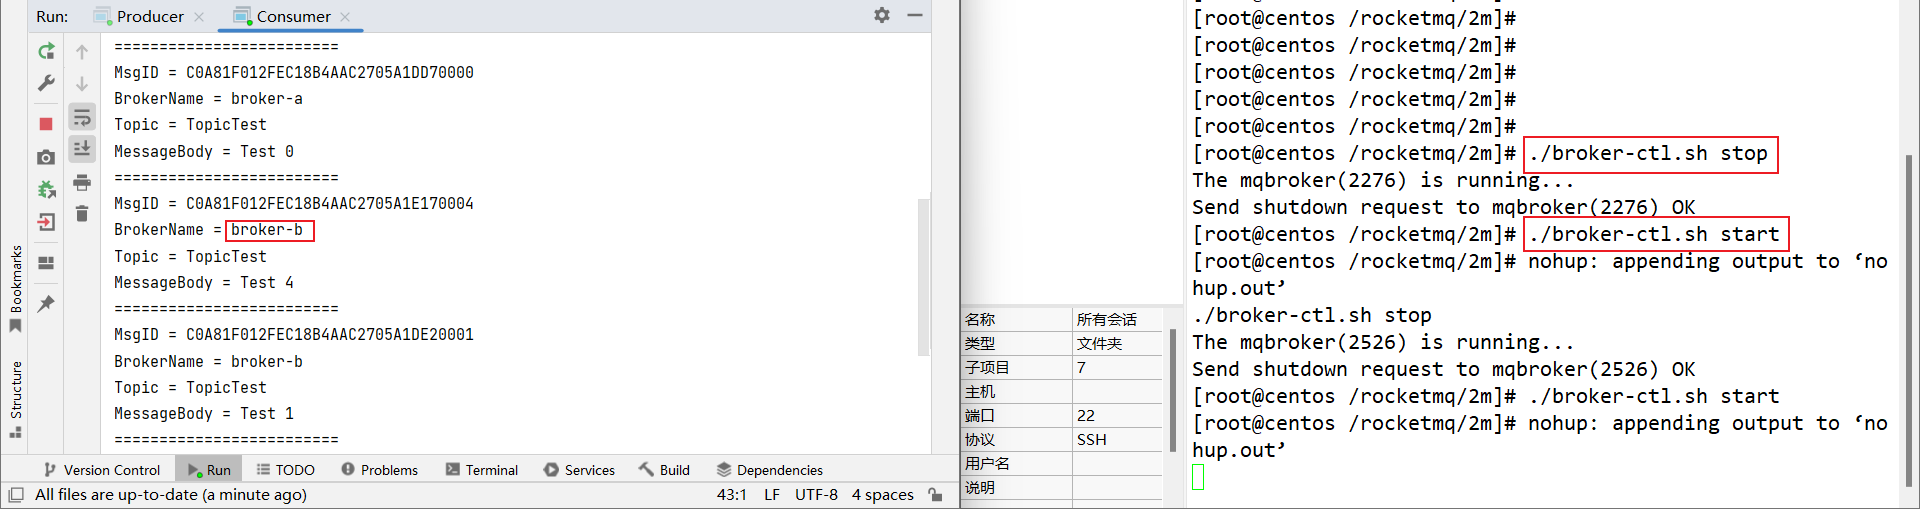 Run: Producer × Consumer ×
=========================
MsgID = C0A81F012FEC18B4AAC2705A1DD70000
BrokerName = broker-a
Topic = TopicTest
MessageBody = Test 0
=========================
MsgID = C0A81F012FEC18B4AAC2705A1E170004
BrokerName = broker-b
Topic = TopicTest
MessageBody = Test 4
=========================
MsgID = C0A81F012FEC18B4AAC2705A1DE20001
BrokerName = broker-b
Topic = TopicTest
MessageBody = Test 1
=========================
Bookmarks
Structure
Version Control Run TODO Problems Terminal Services Build Dependencies
All files are up-to-date (a minute ago) 43:1 LF UTF-8 4 spaces
名称 所有会话
类型 文件夹
子项目 7
主机
端口 22
协议 SSH
用户名
说明
[root@centos /rocketmq/2m]#
[root@centos /rocketmq/2m]#
[root@centos /rocketmq/2m]#
[root@centos /rocketmq/2m]#
[root@centos /rocketmq/2m]#
[root@centos /rocketmq/2m]# ./broker-ctl.sh stop
The mqbroker(2276) is running...
Send shutdown request to mqbroker(2276) OK
[root@centos /rocketmq/2m]# ./broker-ctl.sh start
[root@centos /rocketmq/2m]# nohup: appending output to ‘no
hup.out’
./broker-ctl.sh stop
The mqbroker(2526) is running...
Send shutdown request to mqbroker(2526) OK
[root@centos /rocketmq/2m]# ./broker-ctl.sh start
[root@centos /rocketmq/2m]# nohup: appending output to ‘no
hup.out’